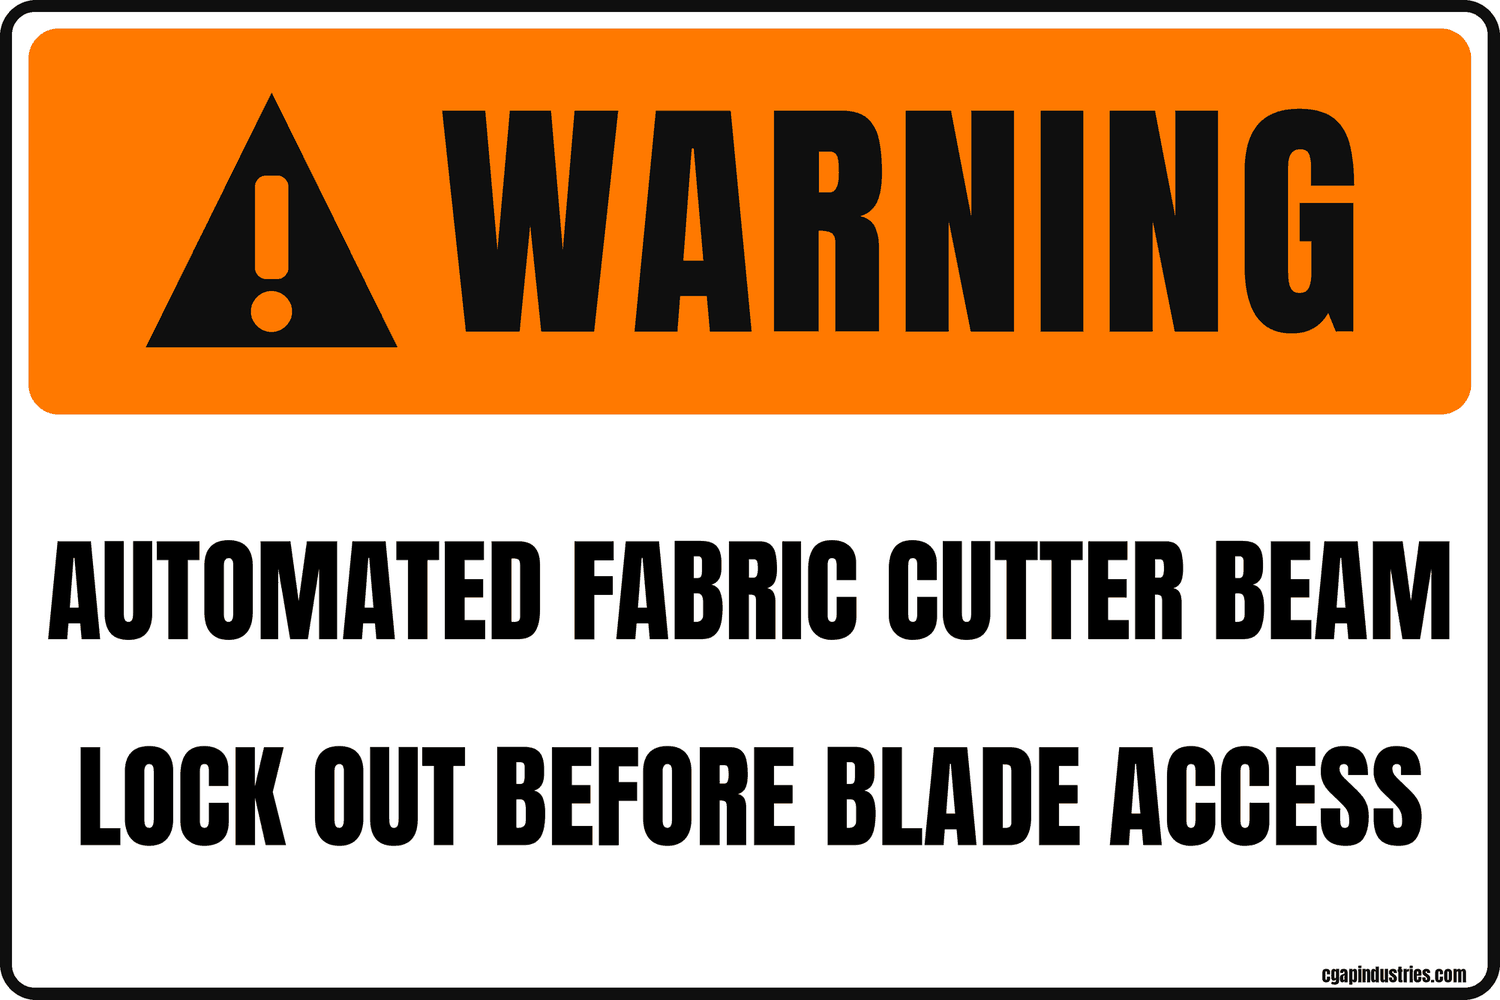 WARNING
AUTOMATED FABRIC CUTTER BEAM
LOCK OUT BEFORE BLADE ACCESS
cgapindustries.com